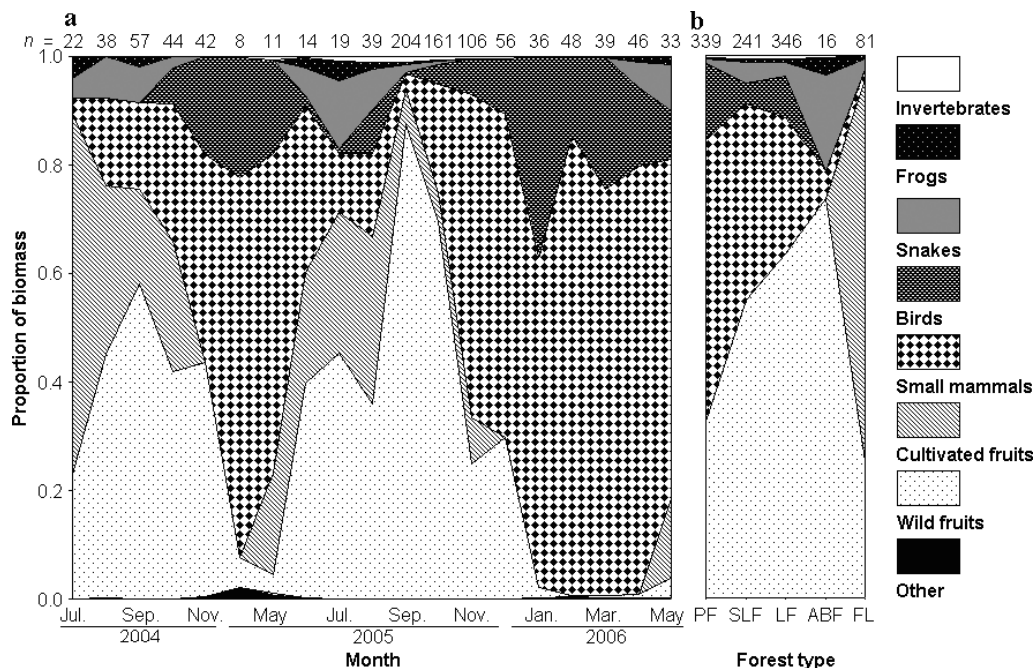 a b
n = 22 38 57 44 42 8 11 14 19 39 204 161 106 56 36 48 39 46 33 339 241 346 16 81
1.0
0.8
0.6
0.4
0.2
0.0
Proportion of biomass
Invertebrates
Frogs
Snakes
Birds
Small mammals
Cultivated fruits
Wild fruits
Other
Jul. Sep. Nov. May Jul. Sep. Nov. Jan. Mar. May PF SLF LF ABF FL
2004 2005 2006
Month Forest type